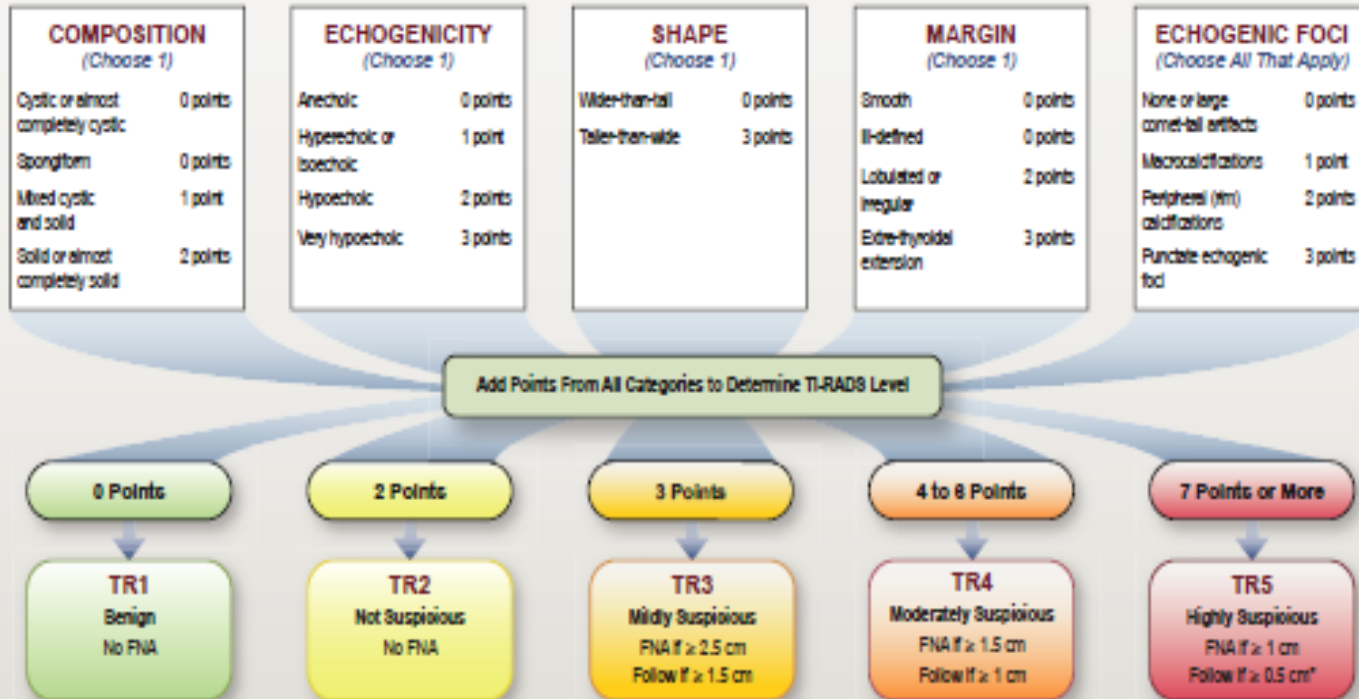 COMPOSITION
(Choose 1)
Cystic or almost completely cystic 0 points
Spongiform 0 points
Mixed cystic and solid 1 point
Solid or almost completely solid 2 points
ECHOGENICITY
(Choose 1)
Anechoic 0 points
Hyperechoic or isoechoic 1 point
Hypoechoic 2 points
Very hypoechoic 3 points
SHAPE
(Choose 1)
Wider-than-tall 0 points
Taller-than-wide 3 points
MARGIN
(Choose 1)
Smooth 0 points
Ill-defined 0 points
Lobulated or irregular 2 points
Extra-thyroidal extension 3 points
ECHOGENIC FOCI
(Choose All That Apply)
None or large comet-tail artifacts 0 points
Macrocalcifications 1 point
Peripheral (rim) calcifications 2 points
Punctate echogenic foci 3 points
Add Points From All Categories to Determine TI-RADS Level
0 Points
2 Points
3 Points
4 to 6 Points
7 Points or More
TR1
Benign
No FNA
TR2
Not Suspicious
No FNA
TR3
Mildly Suspicious
FNA if ≥ 2.5 cm
Follow if ≥ 1.5 cm
TR4
Moderately Suspicious
FNA if ≥ 1.5 cm
Follow if ≥ 1 cm
TR5
Highly Suspicious
FNA if ≥ 1 cm
Follow if ≥ 0.5 cm*